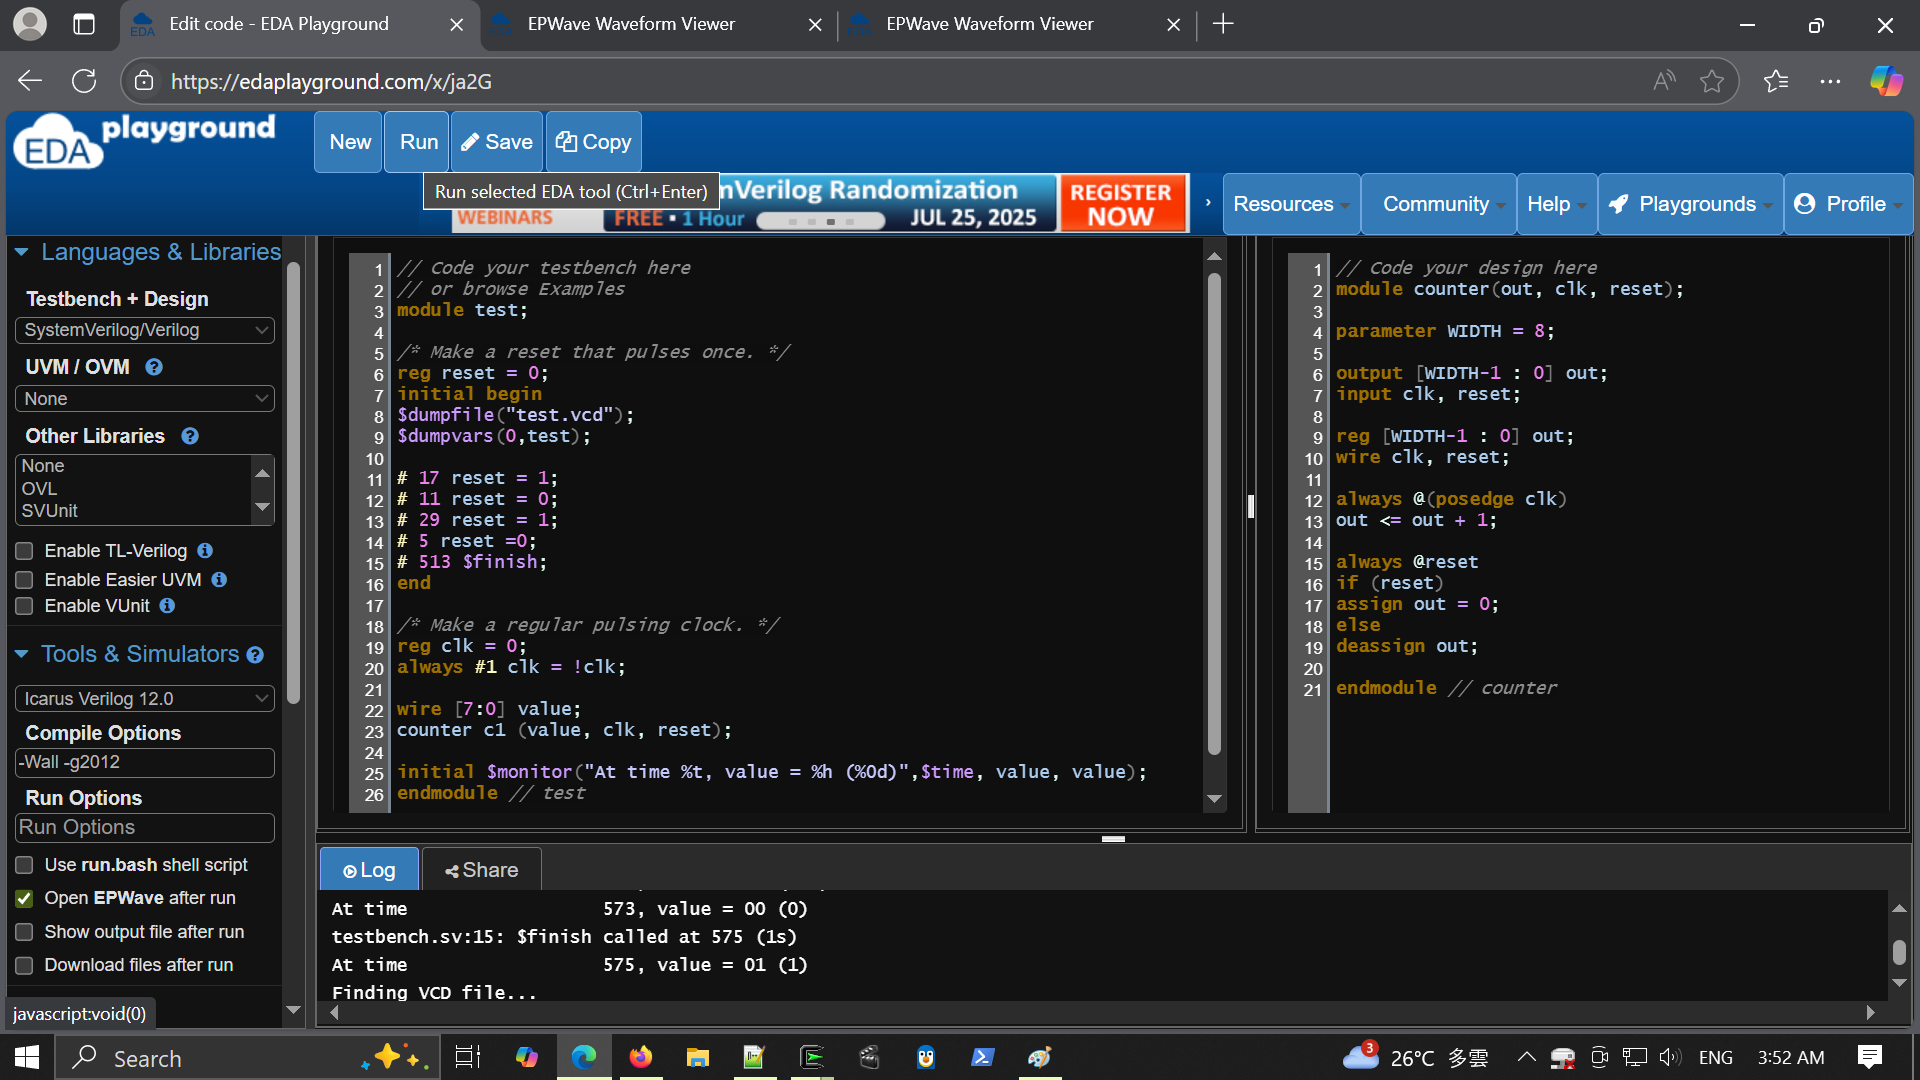 Edit code - EDA Playground
EPWave Waveform Viewer
EPWave Waveform Viewer
https://edaplayground.com/x/ja2G
EDA playground
New
Run
Save
Copy
Run selected EDA tool (Ctrl+Enter)
mVerilog Randomization
WEBINARS
FREE ▪ 1 Hour
JUL 25, 2025
REGISTER
NOW
Resources
Community
Help
Playgrounds
Profile
Languages & Libraries
Testbench + Design
SystemVerilog/Verilog
UVM / OVM
None
Other Libraries
None
OVL
SVUnit
Enable TL-Verilog
Enable Easier UVM
Enable VUnit
Tools & Simulators
Icarus Verilog 12.0
Compile Options
-Wall -g2012
Run Options
Run Options
Use run.bash shell script
Open EPWave after run
Show output file after run
Download files after run
javascript:void(0)
1 // Code your testbench here
2 // or browse Examples
3 module test;
4
5 /* Make a reset that pulses once. */
6 reg reset = 0;
7 initial begin
8 $dumpfile("test.vcd");
9 $dumpvars(0,test);
10
11 # 17 reset = 1;
12 # 11 reset = 0;
13 # 29 reset = 1;
14 # 5 reset =0;
15 # 513 $finish;
16 end
17
18 /* Make a regular pulsing clock. */
19 reg clk = 0;
20 always #1 clk = !clk;
21
22 wire [7:0] value;
23 counter c1 (value, clk, reset);
24
25 initial $monitor("At time %t, value = %h (%0d)",$time, value, value);
26 endmodule // test
1 // Code your design here
2 module counter(out, clk, reset);
3
4 parameter WIDTH = 8;
5
6 output [WIDTH-1 : 0] out;
7 input clk, reset;
8
9 reg [WIDTH-1 : 0] out;
10 wire clk, reset;
11
12 always @(posedge clk)
13 out <= out + 1;
14
15 always @reset
16 if (reset)
17 assign out = 0;
18 else
19 deassign out;
20
21 endmodule // counter
Log
Share
At time 573, value = 00 (0)
testbench.sv:15: $finish called at 575 (1s)
At time 575, value = 01 (1)
Finding VCD file...
Search
3
26°C 多雲
ENG
3:52 AM